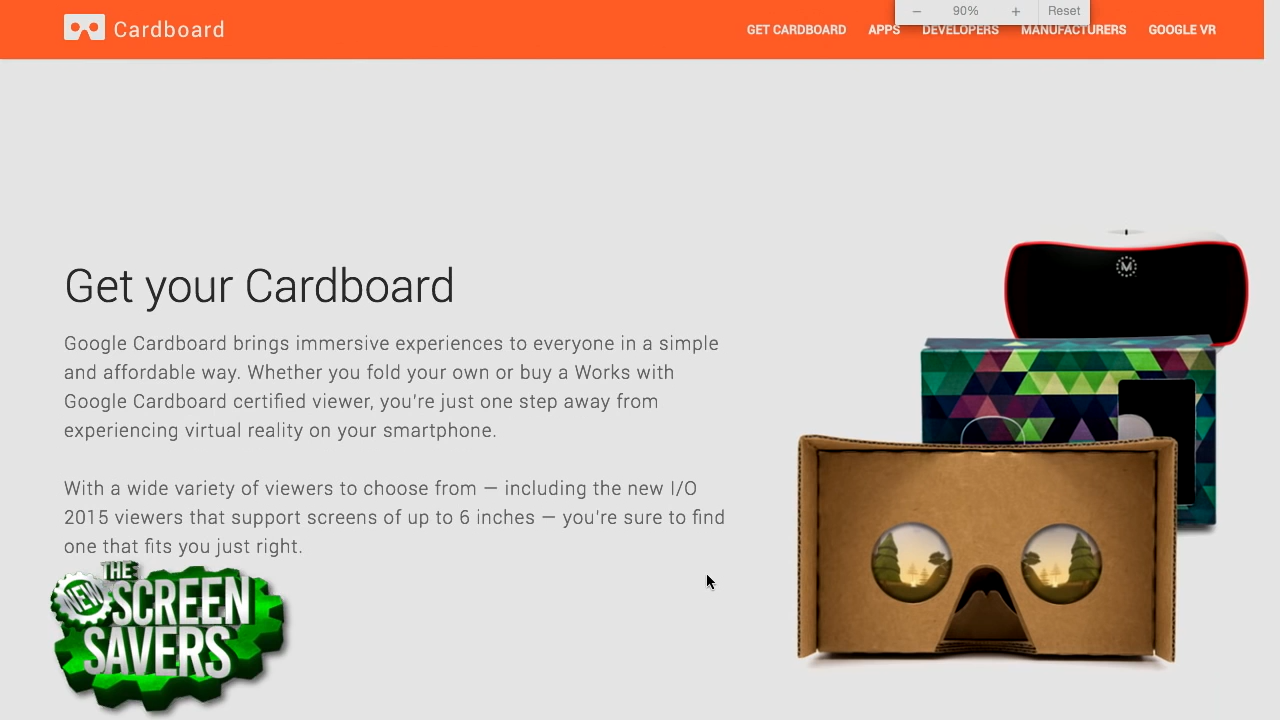 Cardboard
− 90% + Reset
GET CARDBOARD APPS DEVELOPERS MANUFACTURERS GOOGLE VR
Get your Cardboard
Google Cardboard brings immersive experiences to everyone in a simple
and affordable way. Whether you fold your own or buy a Works with
Google Cardboard certified viewer, you're just one step away from
experiencing virtual reality on your smartphone.
With a wide variety of viewers to choose from — including the new I/O
2015 viewers that support screens of up to 6 inches — you're sure to find
one that fits you just right.
THE
NEW SCREEN
SAVERS
M